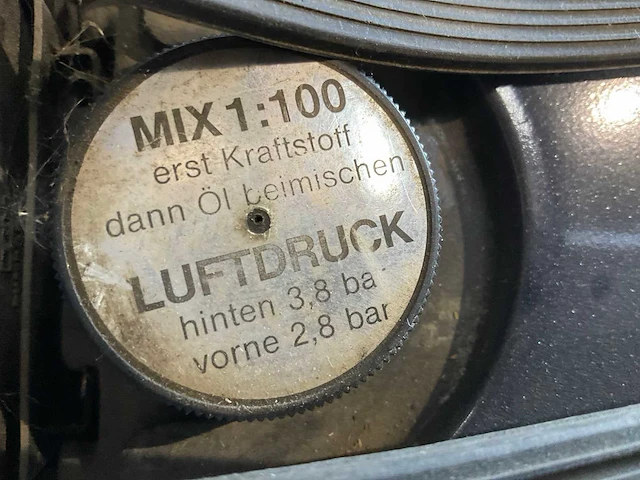 MIX 1:100
erst Kraftstoff
dann Öl beimischen
LUFTDRUCK
hinten 3,8 ba
vorne 2,8 bar